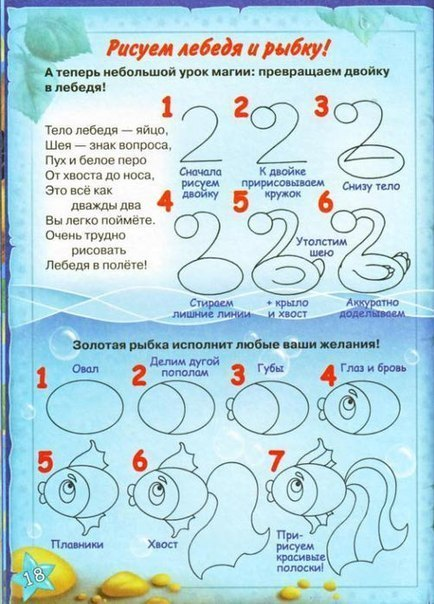 Рисуем лебедя и рыбку!
А теперь небольшой урок магии: превращаем двойку
в лебедя!
Тело лебедя — яйцо,
Шея — знак вопроса,
Пух и белое перо
От хвоста до носа,
Это всё как
дважды два
Вы легко поймёте.
Очень трудно
рисовать
Лебедя в полёте!
1
Сначала
рисуем
двойку
2
К двойке
пририсовываем
кружок
3
Снизу тело
4
Стираем
лишние линии
5
+ крыло
и хвост
6
Утолстим
шею
Аккуратно
доделываем
Золотая рыбка исполнит любые ваши желания!
1
Овал
2
Делим дугой
пополам
3
Губы
4
Глаз и бровь
5
Плавники
6
Хвост
7
При-
рисуем
красивые
полоски!
18